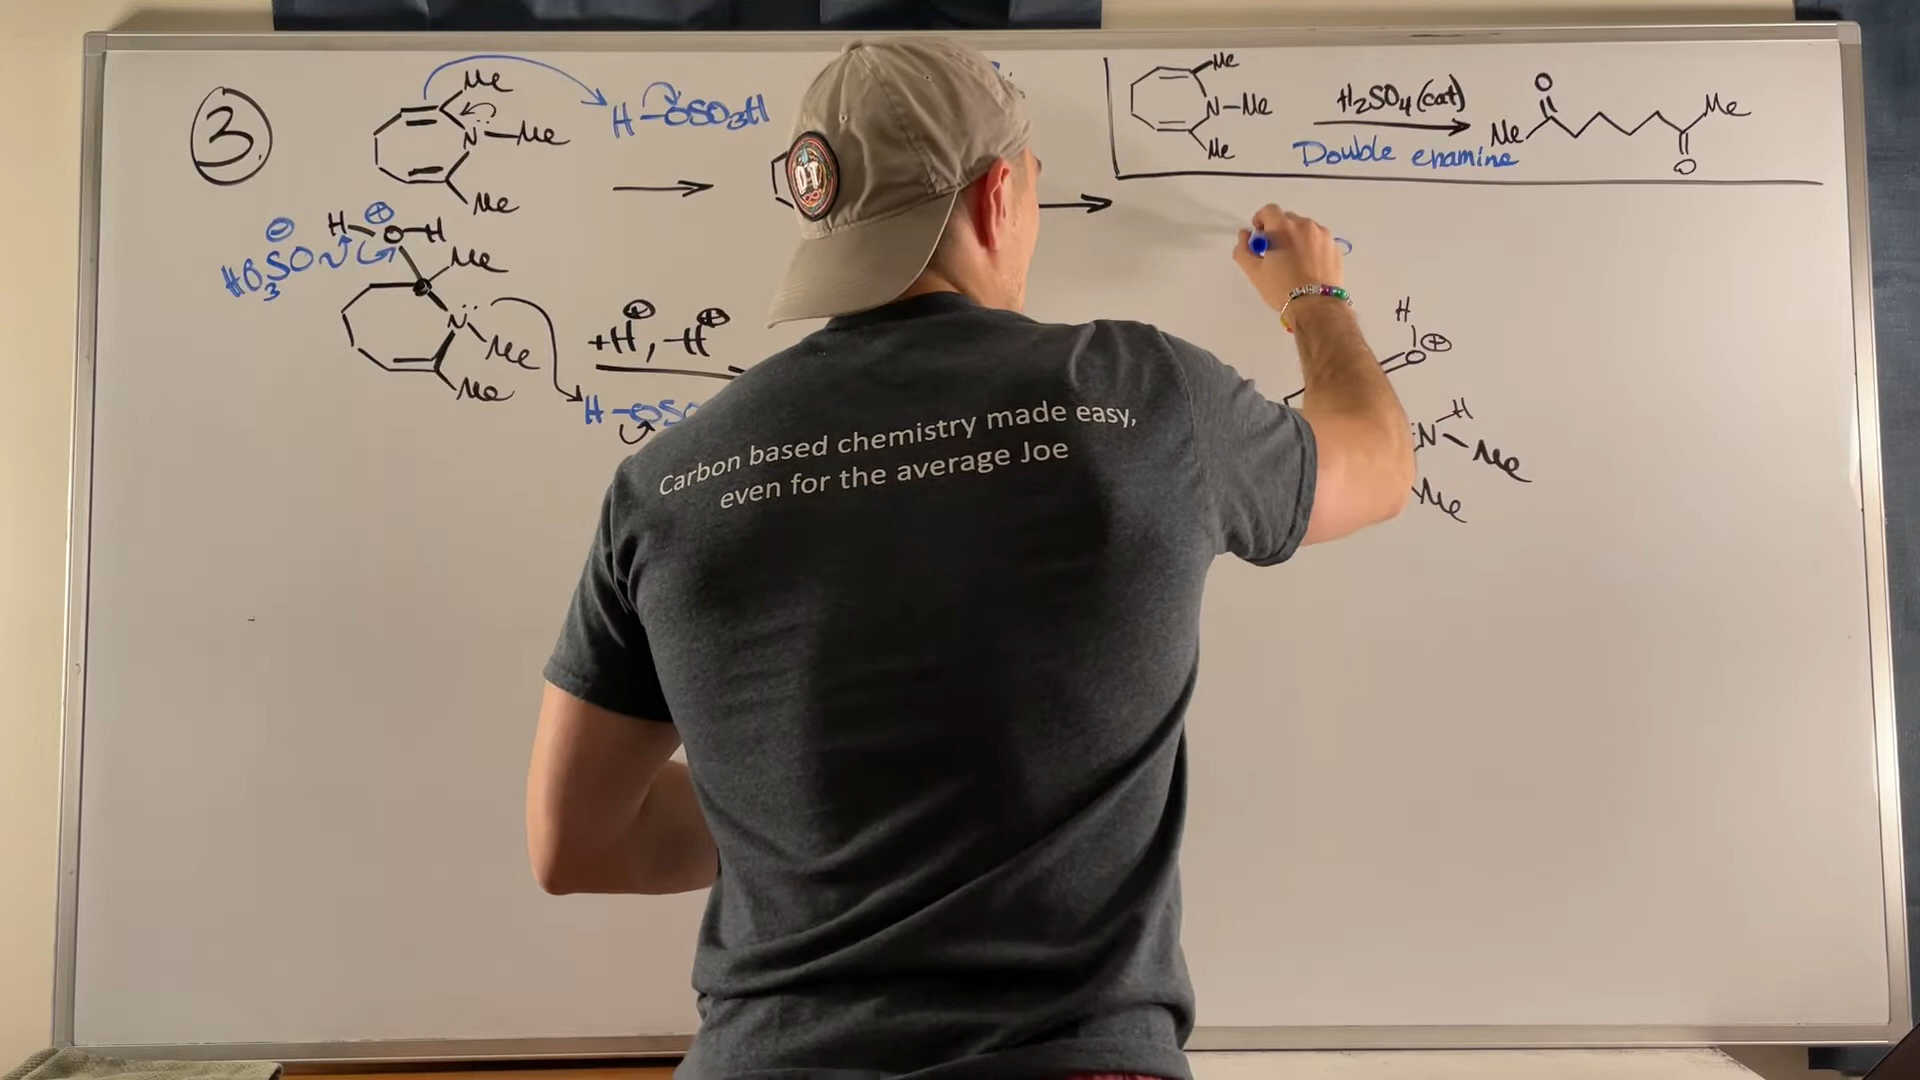 3.
Me
N-Me
Me
H-OSO3H
Me
N-Me
Me
H2SO4 (cat)
Double enamine
O
Me
Me
O
⊖
HO3SO
H ⊕ O-H
Me
N
Me
Me
+H⊕, -H⊕
H-OSO
H
O⊕
N H
Me
Me
DT
Carbon based chemistry made easy,
even for the average Joe